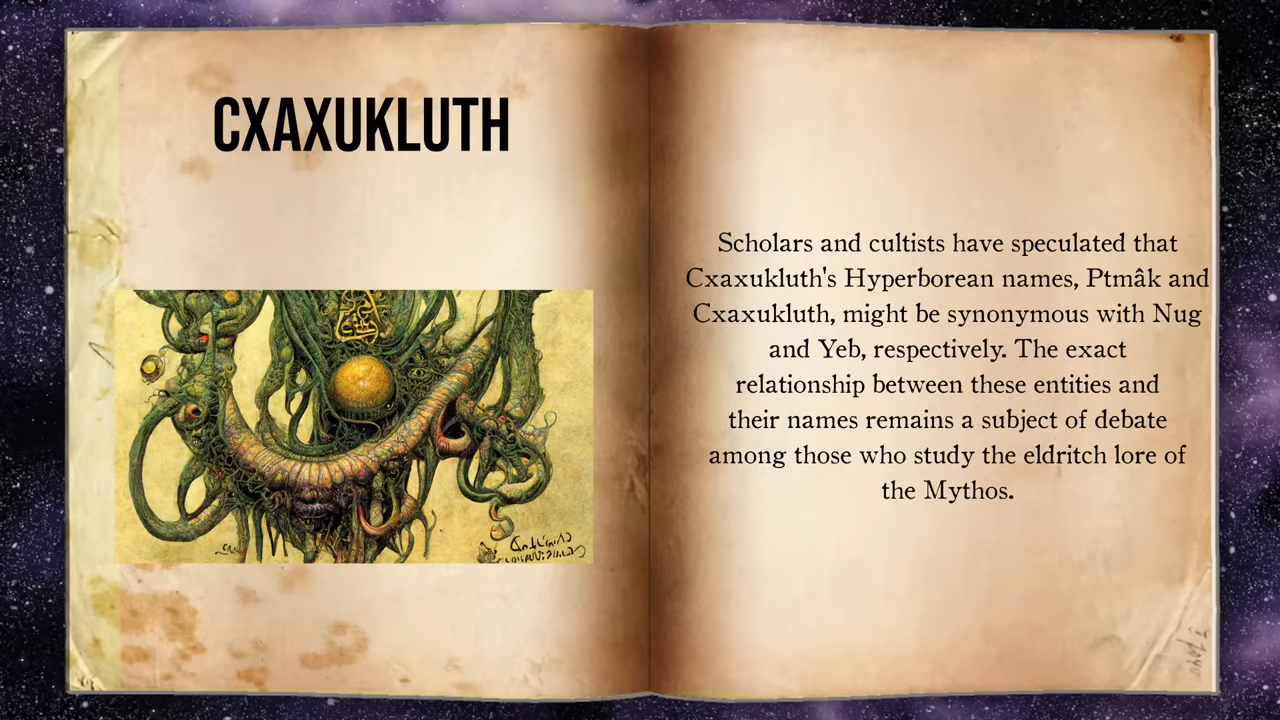 CXAXUKLUTH
Scholars and cultists have speculated that
Cxaxukluth's Hyperborean names, Ptmâk and
Cxaxukluth, might be synonymous with Nug
and Yeb, respectively. The exact
relationship between these entities and
their names remains a subject of debate
among those who study the eldritch lore of
the Mythos.